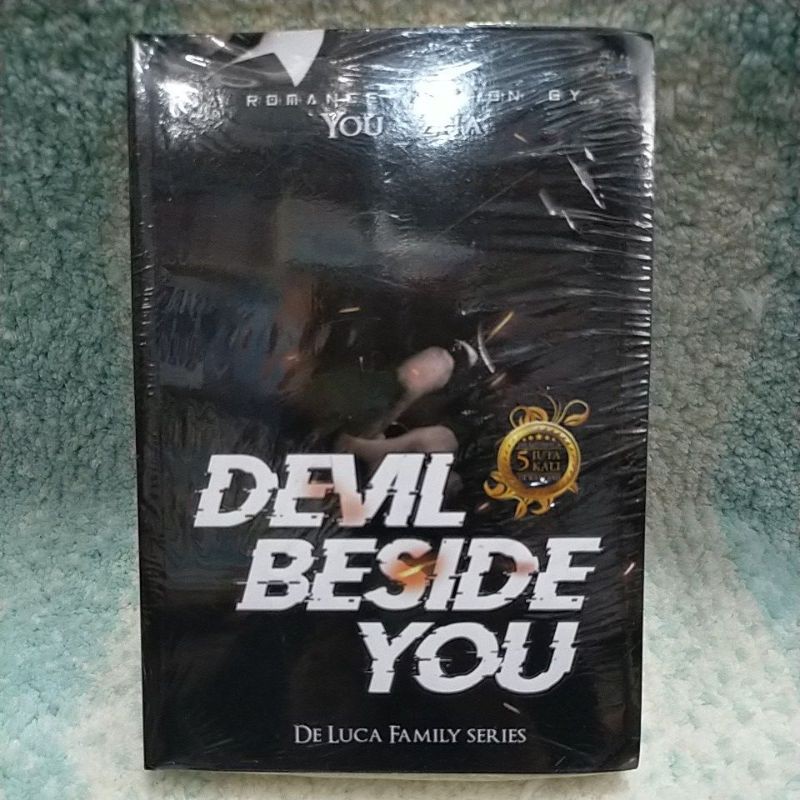 ROMANCE BY
YOU
DEVIL
BESIDE
YOU
5 JUTA
KALI
DE LUCA FAMILY SERIES